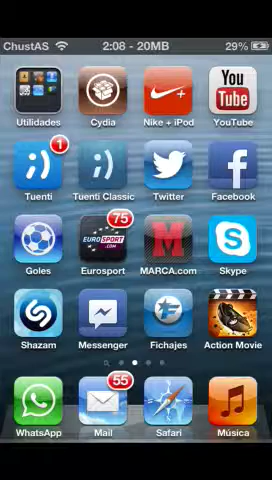 ChustAS 2:08 - 20MB 29%
You
Tube
Utilidades Cydia Nike + iPod YouTube
1
Tuenti Tuenti Classic Twitter Facebook
75
EUROSPORT
.COM
M
Goles Eurosport MARCA.com Skype
Shazam Messenger Fichajes Action Movie
55
WhatsApp Mail Safari Música